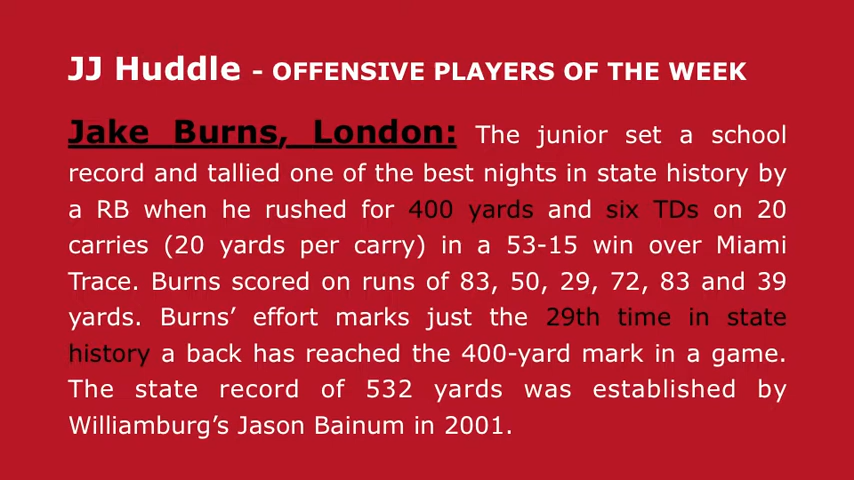 JJ Huddle - OFFENSIVE PLAYERS OF THE WEEK
Jake Burns, London: The junior set a school
record and tallied one of the best nights in state history by
a RB when he rushed for 400 yards and six TDs on 20
carries (20 yards per carry) in a 53-15 win over Miami
Trace. Burns scored on runs of 83, 50, 29, 72, 83 and 39
yards. Burns’ effort marks just the 29th time in state
history a back has reached the 400-yard mark in a game.
The state record of 532 yards was established by
Williamburg’s Jason Bainum in 2001.